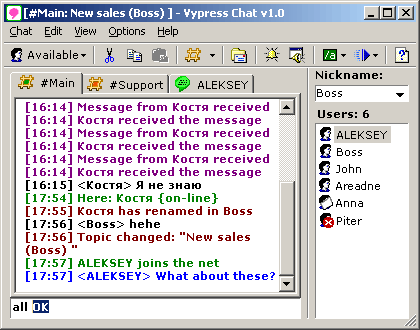 [#Main: New sales (Boss) ] - Vypress Chat v1.0
Chat Edit View Options Help
Available
/a
#Main #Support ALEKSEY
[16:14] Message from Костя received
[16:14] Костя received the message
[16:14] Костя received the message
[16:14] Костя received the message
[16:14] Message from Костя received
[16:14] Костя received the message
[16:15] <Костя> Я не знаю
[17:54] Here: Костя {on-line}
[17:55] Костя has renamed in Boss
[17:56] <Boss> hehe
[17:56] Topic changed: "New sales
(Boss) "
[17:57] ALEKSEY joins the net
[17:57] <ALEKSEY> What about these?
all OK
Nickname:
Boss
Users: 6
ALEKSEY
Boss
John
Areadne
Anna
Piter